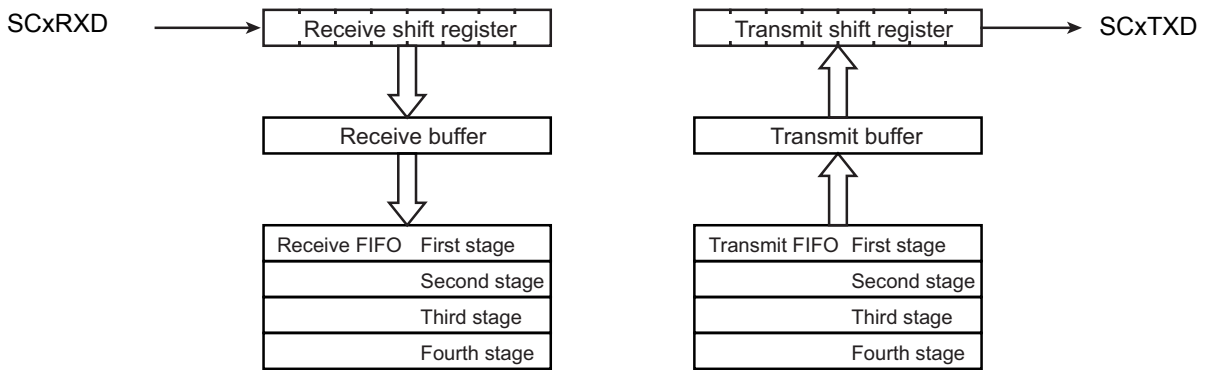 SCxRXD
Receive shift register
Receive buffer
Receive FIFO First stage
Second stage
Third stage
Fourth stage
Transmit shift register
SCxTXD
Transmit buffer
Transmit FIFO First stage
Second stage
Third stage
Fourth stage